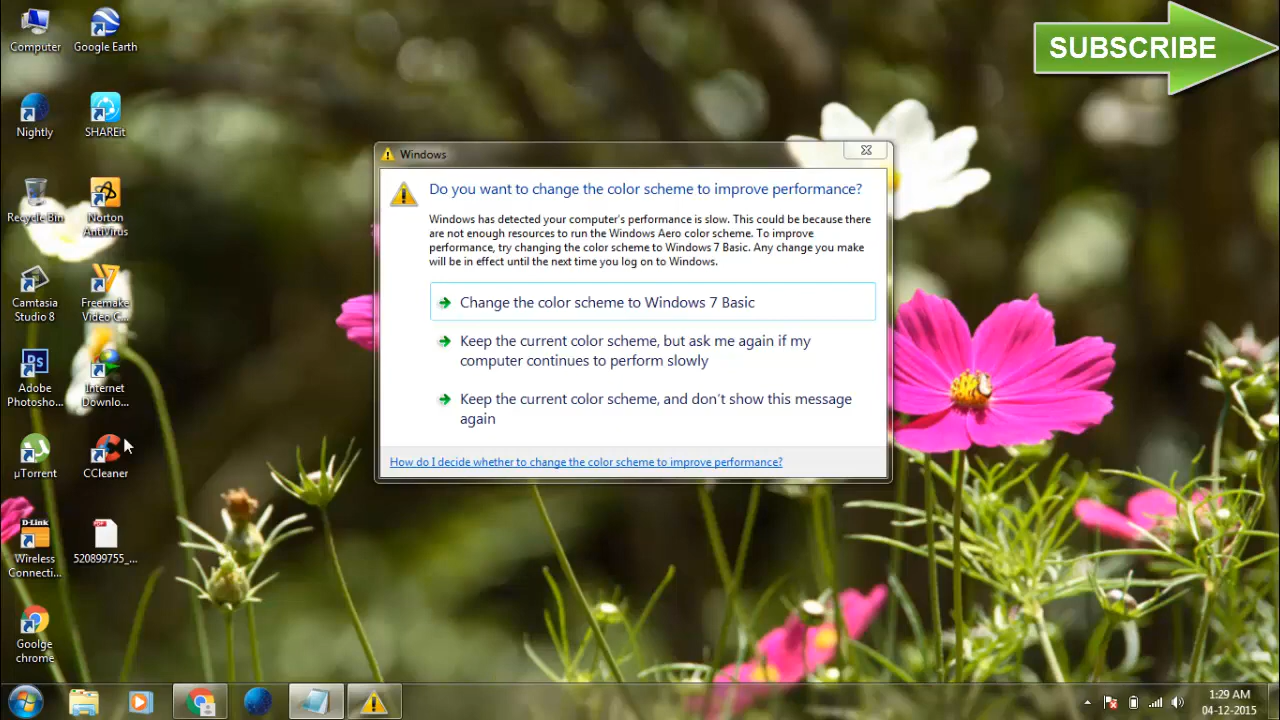 Computer
Google Earth
SUBSCRIBE
Nightly
SHAREit
Windows
Do you want to change the color scheme to improve performance?
Windows has detected your computer's performance is slow. This could be because there
are not enough resources to run the Windows Aero color scheme. To improve
performance, try changing the color scheme to Windows 7 Basic. Any change you make
will be in effect until the next time you log on to Windows.
Change the color scheme to Windows 7 Basic
Keep the current color scheme, but ask me again if my
computer continues to perform slowly
Keep the current color scheme, and don't show this message
again
How do I decide whether to change the color scheme to improve performance?
Recycle Bin
Norton
AntiVirus
Camtasia
Studio 8
Freemake
Video C...
Ps
Adobe
Photosho...
Internet
Downlo...
µTorrent
CCleaner
D-Link
Wireless
Connecti...
520899755_...
Goolge
chrome
1:29 AM
04-12-2015